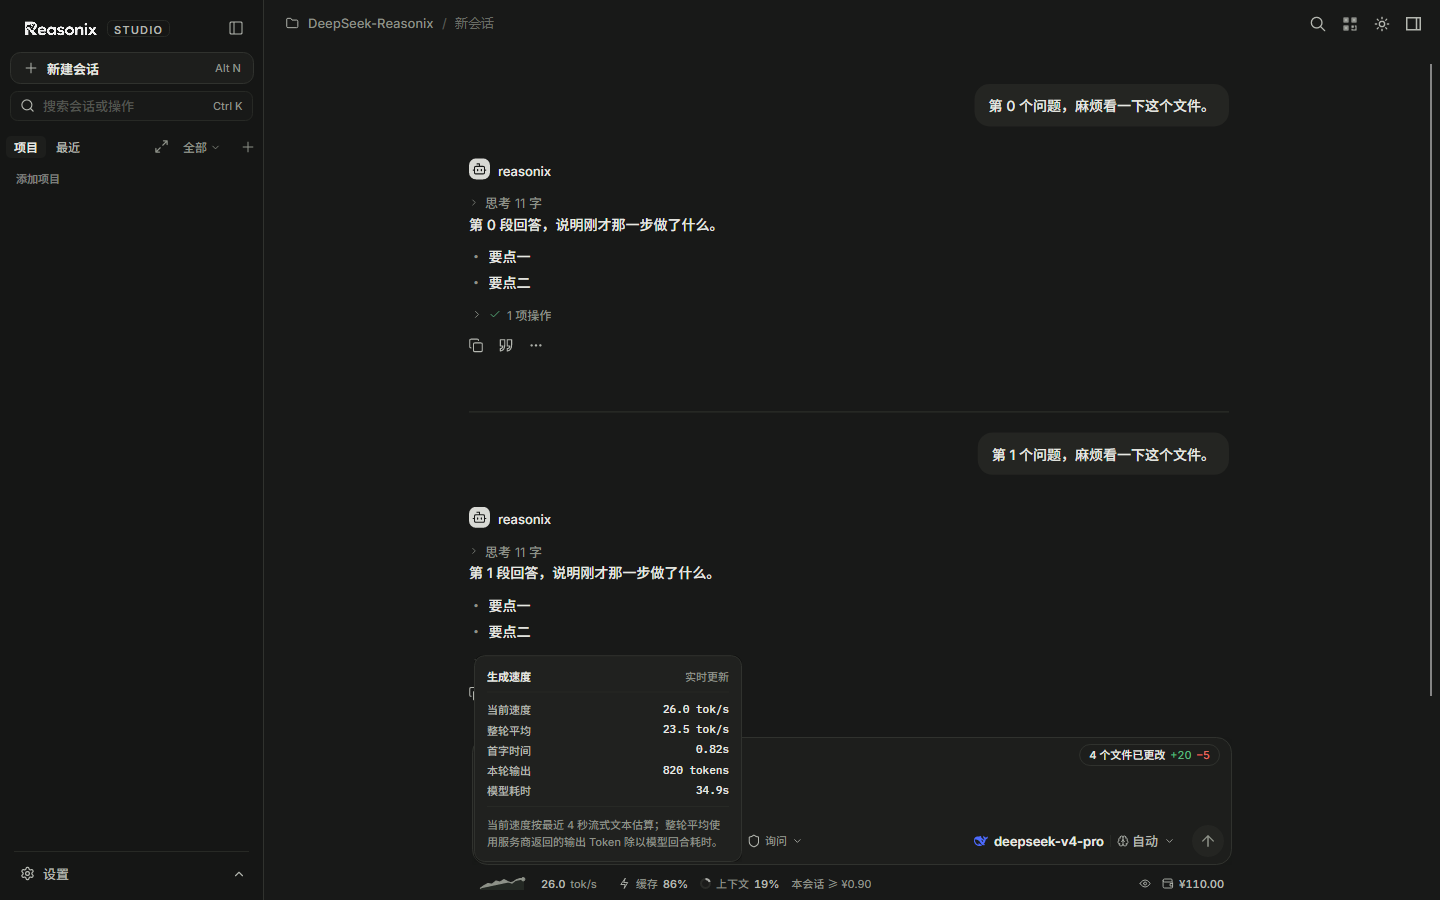 Reasonix STUDIO
新建会话 Alt N
搜索会话或操作 Ctrl K
项目 最近 全部
添加项目
设置
DeepSeek-Reasonix / 新会话
第 0 个问题，麻烦看一下这个文件。
reasonix
思考 11 字
第 0 段回答，说明刚才那一步做了什么。
• 要点一
• 要点二
1 项操作
第 1 个问题，麻烦看一下这个文件。
reasonix
思考 11 字
第 1 段回答，说明刚才那一步做了什么。
• 要点一
• 要点二
生成速度 实时更新
当前速度 26.0 tok/s
整轮平均 23.5 tok/s
首字时间 0.82s
本轮输出 820 tokens
模型耗时 34.9s
当前速度按最近 4 秒流式文本估算；整轮平均使
用服务商返回的输出 Token 除以模型回合耗时。
4 个文件已更改 +20 −5
询问 deepseek-v4-pro 自动
26.0 tok/s 缓存 86% 上下文 19% 本会话 ≥ ¥0.90 ¥110.00